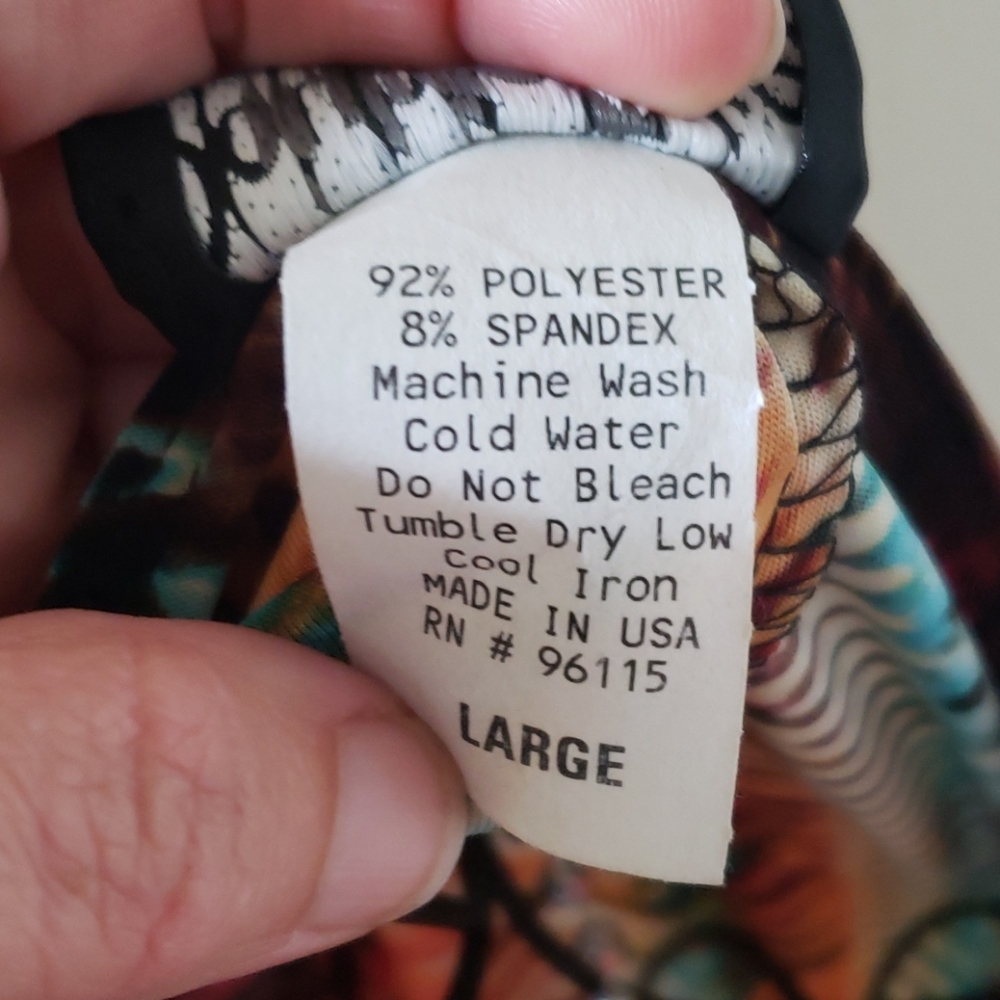 92% POLYESTER
8% SPANDEX
Machine Wash
Cold Water
Do Not Bleach
Tumble Dry Low
Cool Iron
MADE IN USA
RN # 96115
LARGE